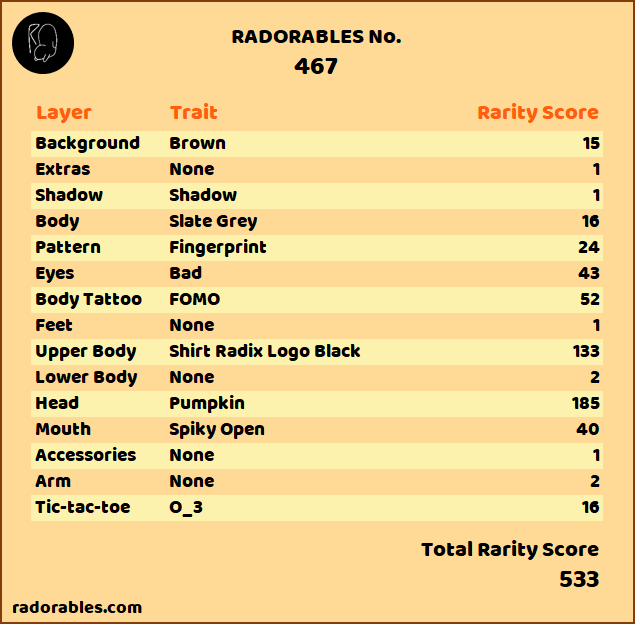 RADORABLES No.
467
Layer Trait Rarity Score
Background Brown 15
Extras None 1
Shadow Shadow 1
Body Slate Grey 16
Pattern Fingerprint 24
Eyes Bad 43
Body Tattoo FOMO 52
Feet None 1
Upper Body Shirt Radix Logo Black 133
Lower Body None 2
Head Pumpkin 185
Mouth Spiky Open 40
Accessories None 1
Arm None 2
Tic-tac-toe O_3 16
Total Rarity Score
533
radorables.com